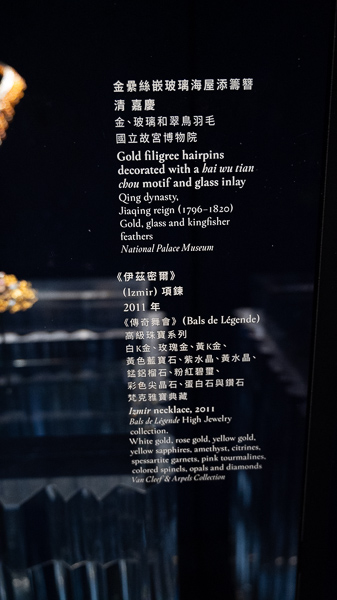 金纍絲嵌玻璃海屋添籌簪
清 嘉慶
金、玻璃和翠鳥羽毛
國立故宮博物院
Gold filigree hairpins
decorated with a hai wu tian
chou motif and glass inlay
Qing dynasty,
Jiaqing reign (1796–1820)
Gold, glass and kingfisher
feathers
National Palace Museum
《伊茲密爾》
(Izmir) 項鍊
2011 年
《傳奇舞會》(Bals de Légende)
高級珠寶系列
白K金、玫瑰金、黃K金、
黃色藍寶石、紫水晶、黃水晶、
錳鋁榴石、粉紅碧璽、
彩色尖晶石、蛋白石與鑽石
梵克雅寶典藏
Izmir necklace, 2011
Bals de Légende High Jewelry
collection.
White gold, rose gold, yellow gold,
yellow sapphires, amethyst, citrines,
spessartite garnets, pink tourmalines,
colored spinels, opals and diamonds
Van Cleef & Arpels Collection